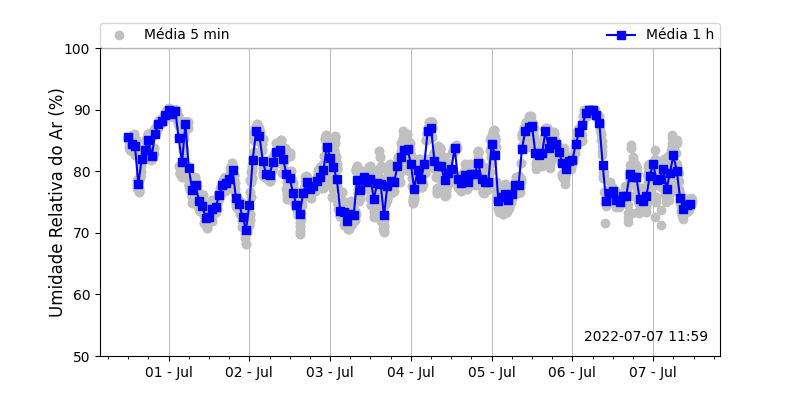 Média 5 min Média 1 h
Umidade Relativa do Ar (%)
100
90
80
70
60
50
2022-07-07 11:59
01 - Jul 02 - Jul 03 - Jul 04 - Jul 05 - Jul 06 - Jul 07 - Jul